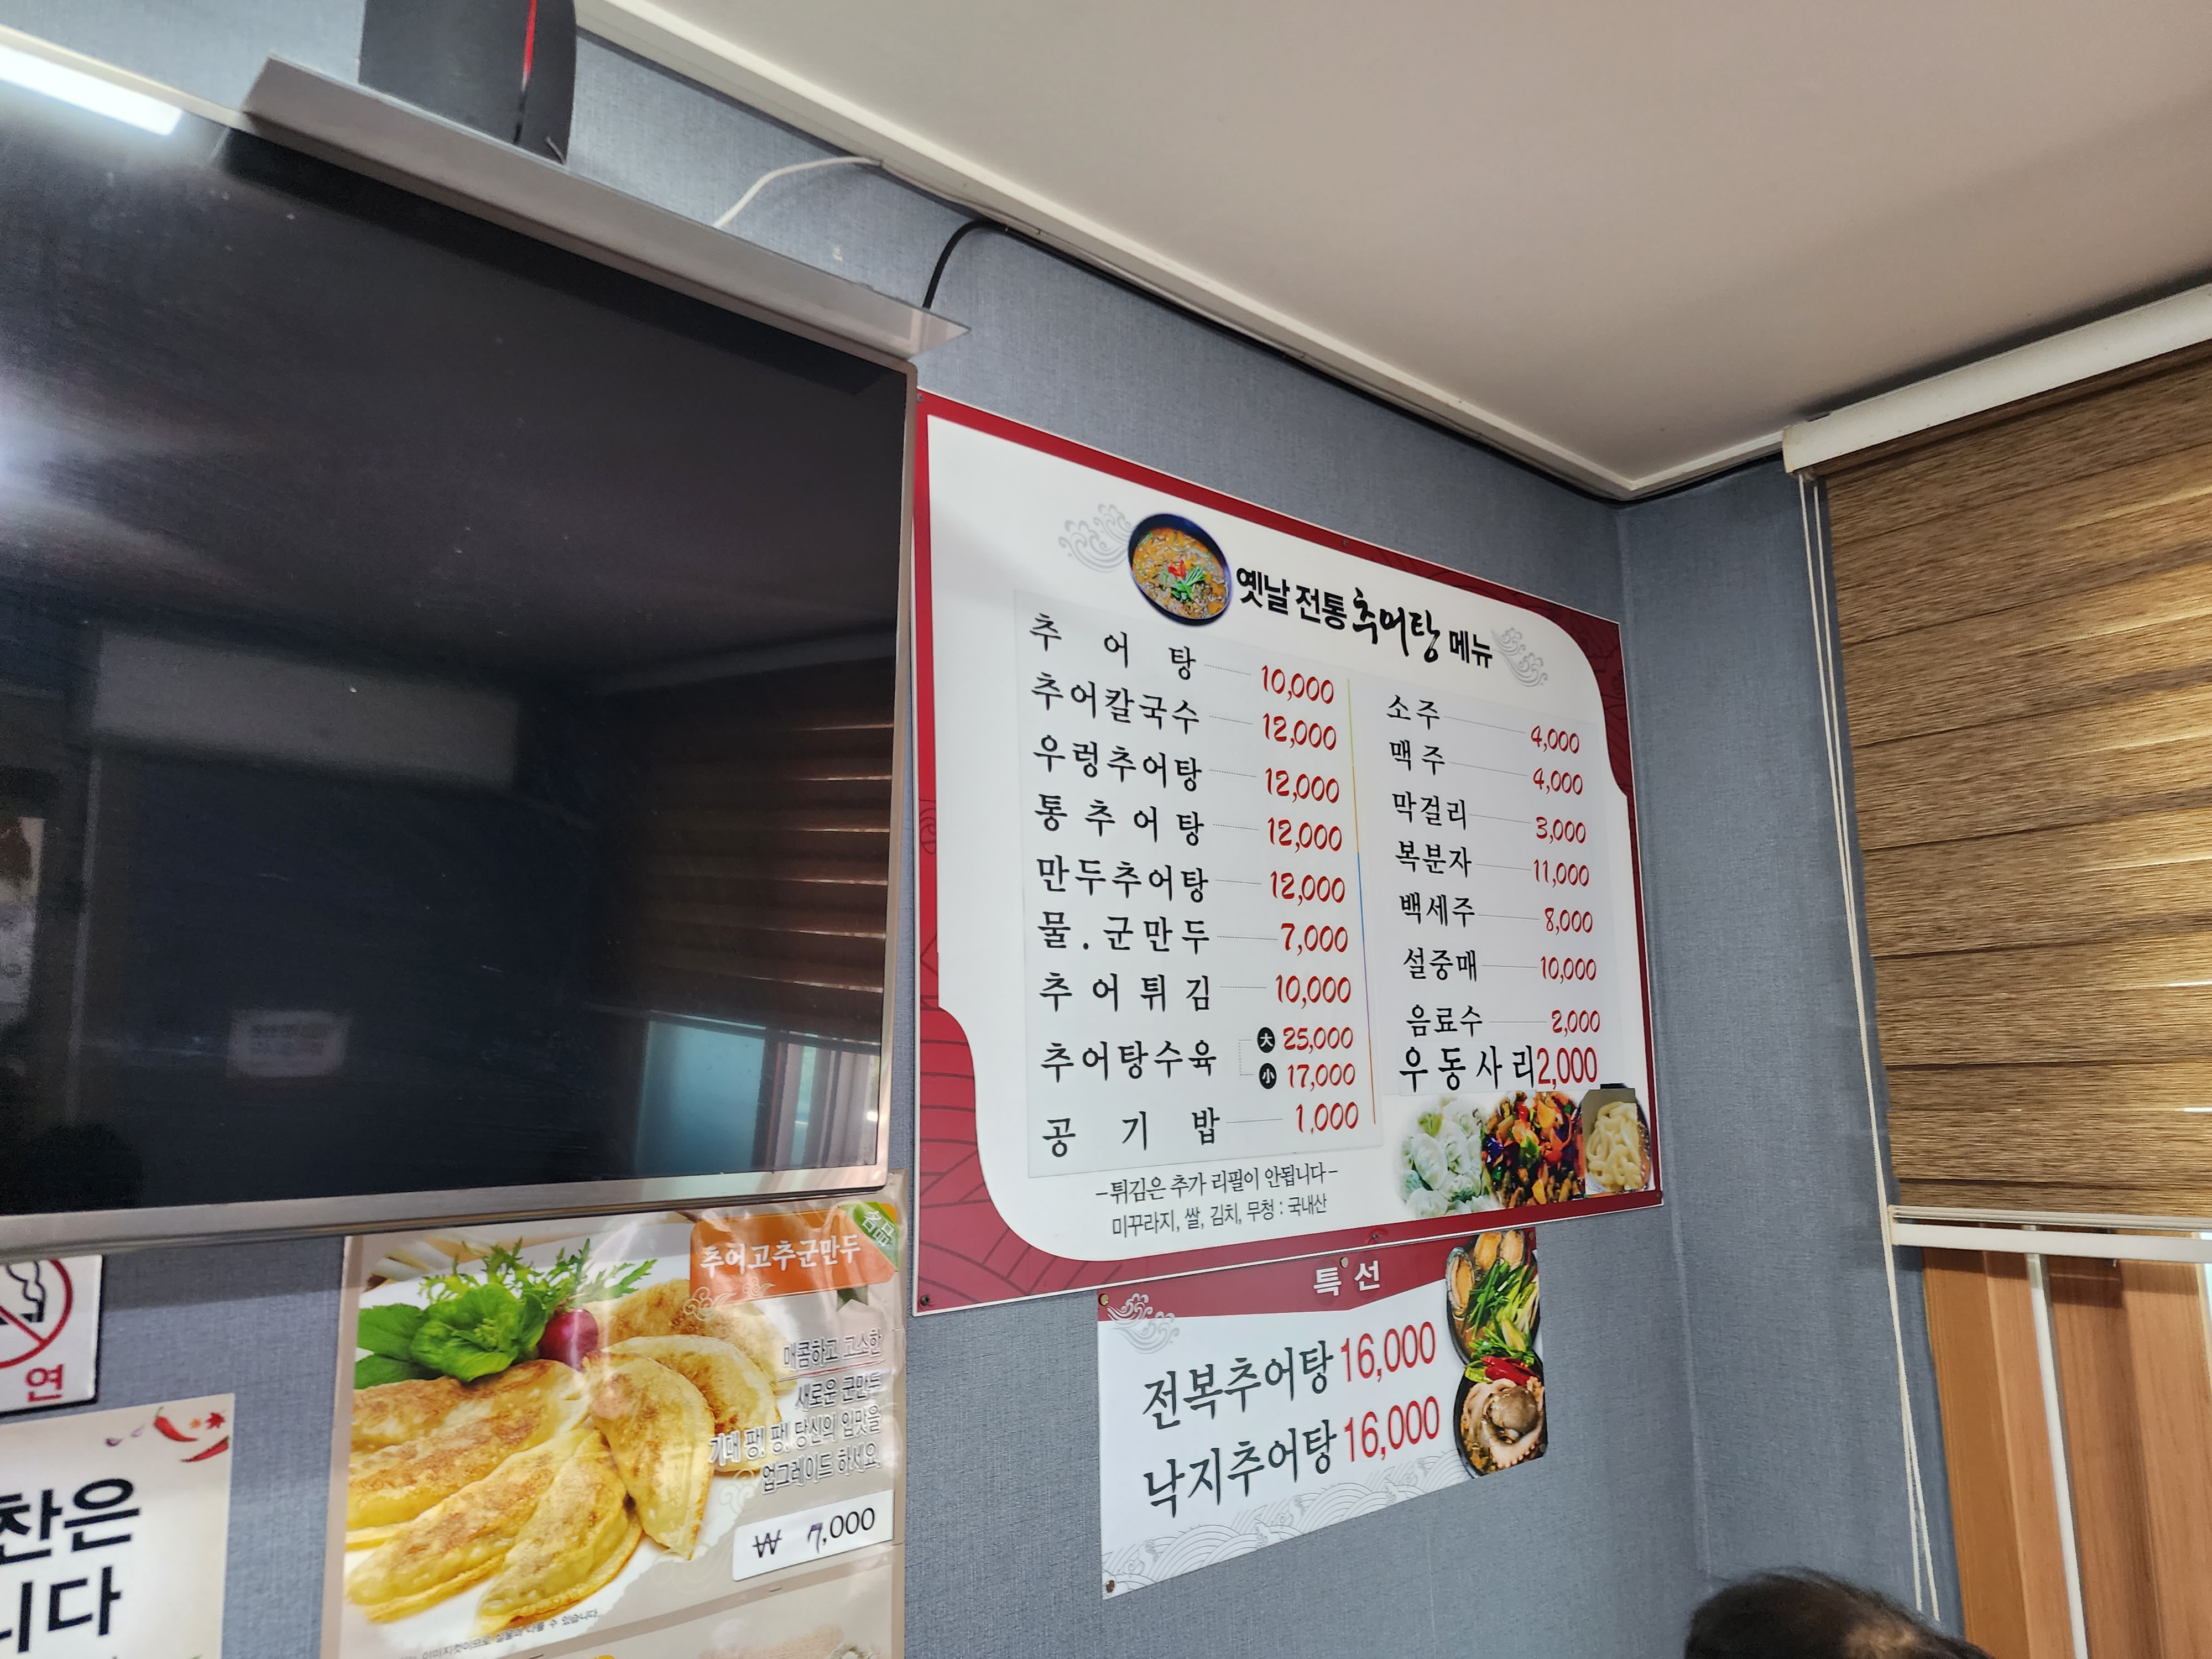 옛날 전통 추어탕 메뉴
추 어 탕 10,000
추어칼국수 12,000
우렁추어탕 12,000
통 추 어 탕 12,000
만두추어탕 12,000
물.군만두 7,000
추 어 튀 김 10,000
추어탕수육 大 25,000
小 17,000
공 기 밥 1,000
소주 4,000
맥주 4,000
막걸리 3,000
복분자 11,000
백세주 8,000
설중매 10,000
음료수 2,000
우동사리2,000
-튀김은 추가 리필이 안됩니다-
미꾸라지, 쌀, 김치, 무청 : 국내산
특선
전복추어탕 16,000
낙지추어탕 16,000
名品
추어고추군만두
매콤하고 고소한
새로운 군만두
기대 팡! 팡! 당신의 입맛을
업그레이드 하세요.
₩ 7,000
연
찬은
니다